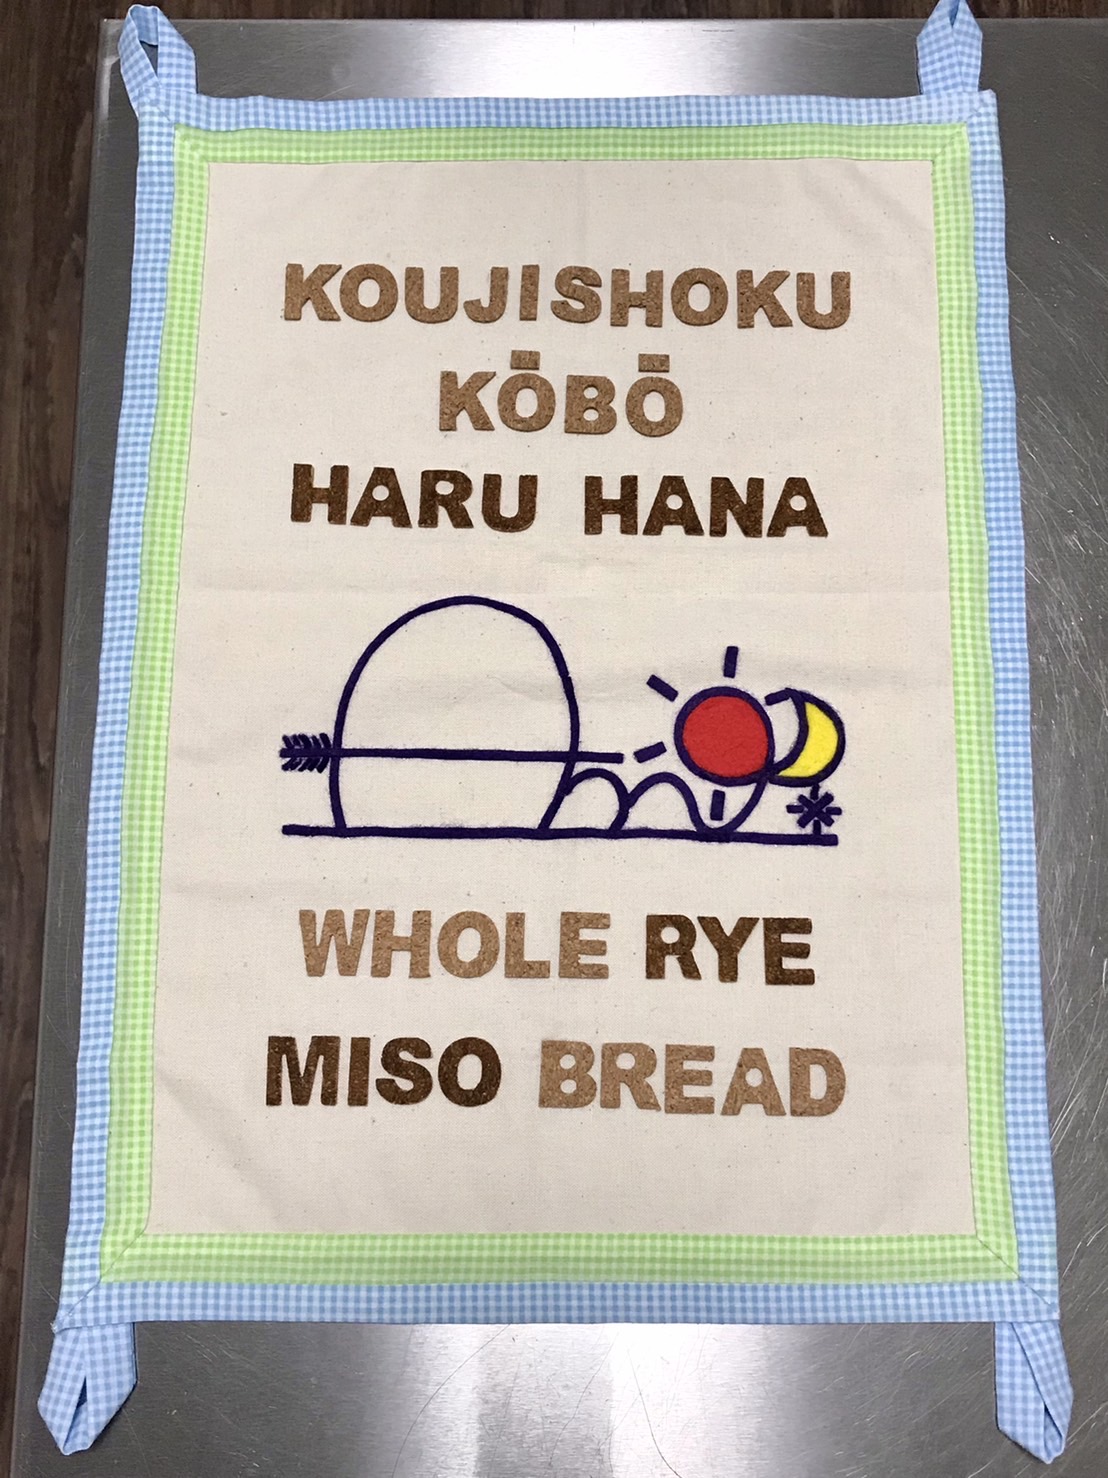 KOUJISHOKU
KŌBŌ
HARU HANA
WHOLE RYE
MISO BREAD